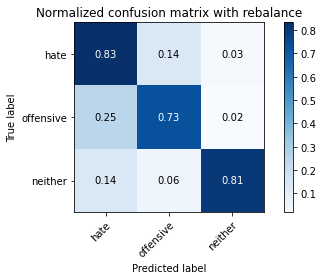 Normalized confusion matrix with rebalance
True label
hate
offensive
neither
0.83 0.14 0.03
0.25 0.73 0.02
0.14 0.06 0.81
hate
offensive
neither
Predicted label
0.8
0.7
0.6
0.5
0.4
0.3
0.2
0.1